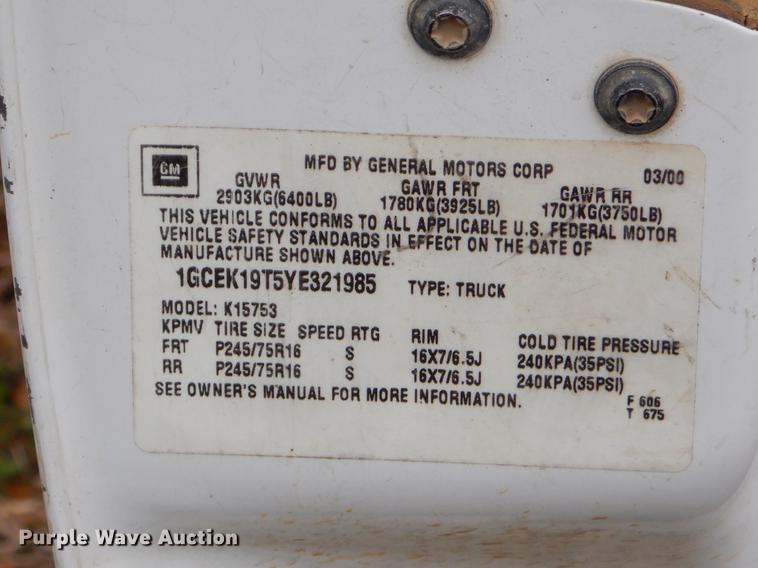 GM
MFD BY GENERAL MOTORS CORP 03/00
GVWR GAWR FRT GAWR RR
2903KG(6400LB) 1780KG(3925LB) 1701KG(3750LB)
THIS VEHICLE CONFORMS TO ALL APPLICABLE U.S. FEDERAL MOTOR
VEHICLE SAFETY STANDARDS IN EFFECT ON THE DATE OF
MANUFACTURE SHOWN ABOVE.
1GCEK19T5YE321985 TYPE: TRUCK
MODEL: K15753
KPMV TIRE SIZE SPEED RTG RIM COLD TIRE PRESSURE
FRT P245/75R16 S 16X7/6.5J 240KPA(35PSI)
RR P245/75R16 S 16X7/6.5J 240KPA(35PSI)
SEE OWNER'S MANUAL FOR MORE INFORMATION.
F 606
T 675
Purple Wave Auction